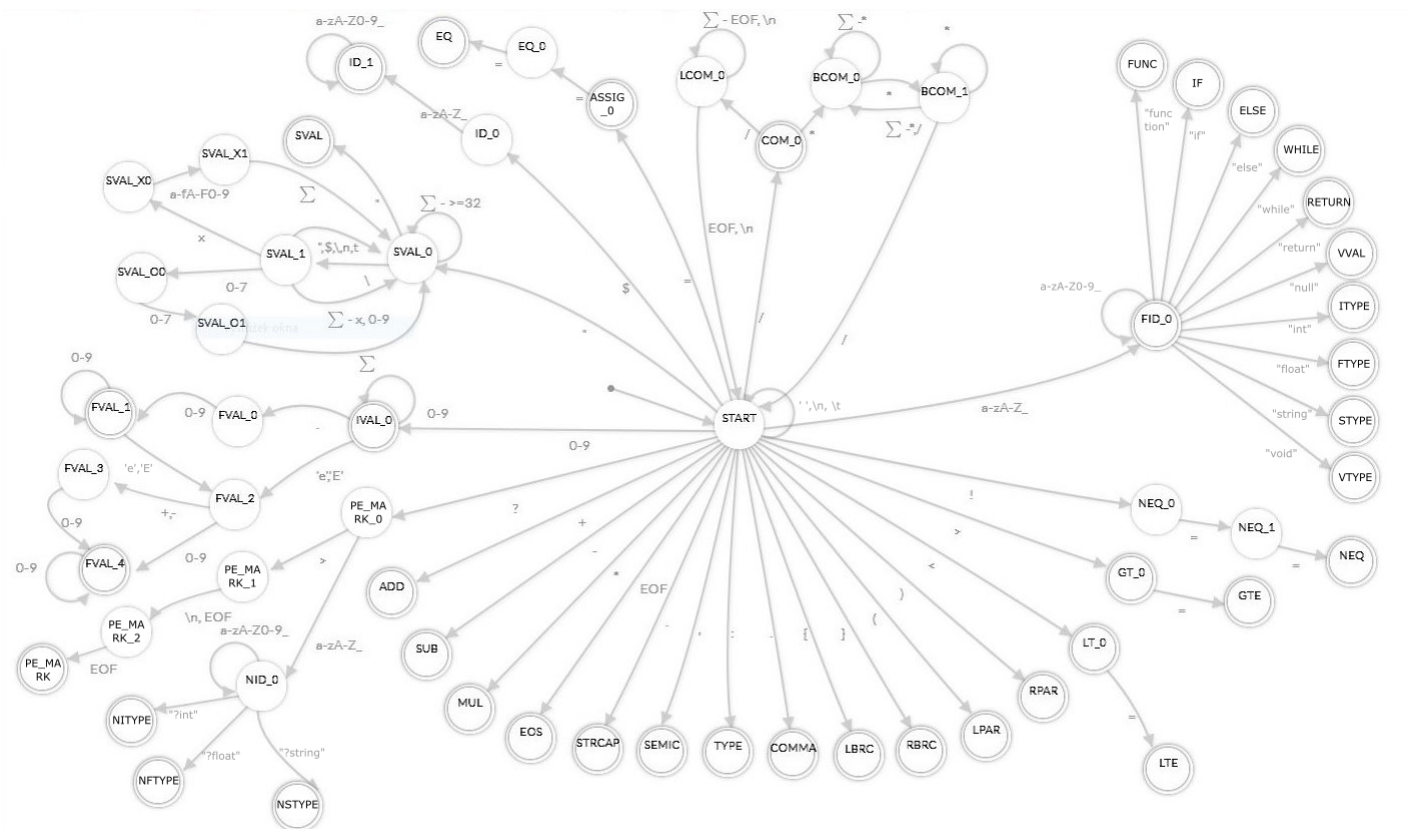 a-zA-Z0-9_
ID_1
EQ
=
EQ_0
=
ASSIG
_0
a-zA-Z_
ID_0
Σ - EOF, \n
LCOM_0
Σ -*
BCOM_0
*
BCOM_1
*
Σ -*,/
/
COM_0
*
EOF, \n
/
/
=
$
FUNC
IF
ELSE
WHILE
RETURN
VVAL
ITYPE
FTYPE
STYPE
VTYPE
"func
tion"
"if"
"else"
"while"
"return"
"null"
"int"
"float"
"string"
"void"
a-zA-Z0-9_
FID_0
a-zA-Z_
SVAL
SVAL_X1
SVAL_X0
a-fA-F0-9
Σ
"
Σ - >=32
SVAL_0
SVAL_1
",$,\,n,t
\
x
SVAL_O0
0-7
0-7
SVAL_O1
Σ - x, 0-9
"
Σ
0-9
FVAL_1
0-9
FVAL_0
IVAL_0
0-9
0-9
START
' ',\n, \t
FVAL_3
'e','E'
'e','E'
FVAL_2
+,-
0-9
0-9
0-9
FVAL_4
PE_MA
RK_0
?
>
PE_MA
RK_1
\n, EOF
PE_MA
RK_2
EOF
PE_MA
RK
a-zA-Z0-9_
a-zA-Z_
NID_0
"?int"
"?float"
"?string"
NITYPE
NFTYPE
NSTYPE
+
-
*
EOF
.
,
:
.
{
}
(
)
<
>
!
ADD
SUB
MUL
EOS
STRCAP
SEMIC
TYPE
COMMA
LBRC
RBRC
LPAR
RPAR
LT_0
=
LTE
GT_0
=
GTE
NEQ_0
=
NEQ_1
=
NEQ